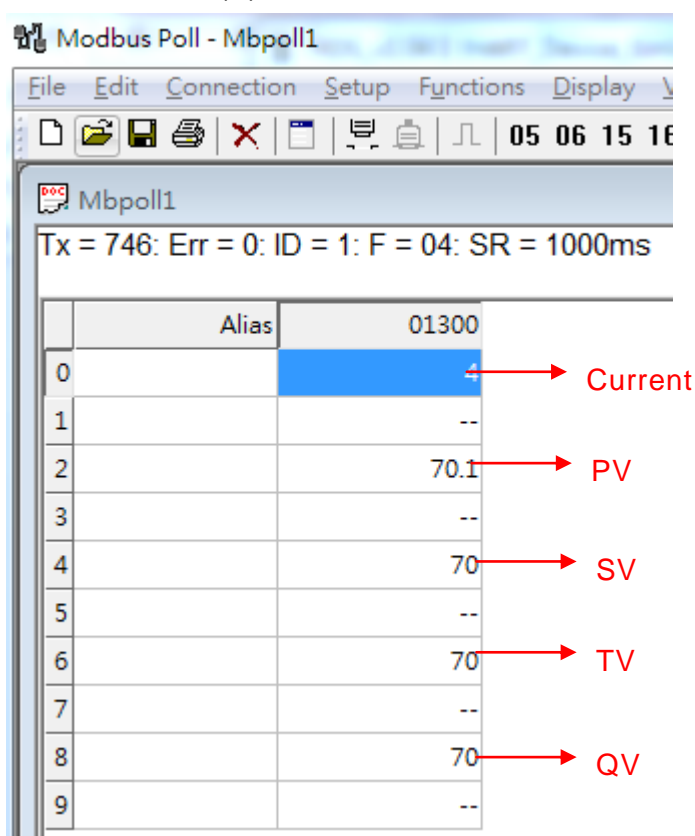 Modbus Poll - Mbpoll1
File Edit Connection Setup Functions Display
05 06 15 16
Mbpoll1
Tx = 746: Err = 0: ID = 1: F = 04: SR = 1000ms
Alias 01300
0 4 Current
1 --
2 70.1 PV
3 --
4 70 SV
5 --
6 70 TV
7 --
8 70 QV
9 --